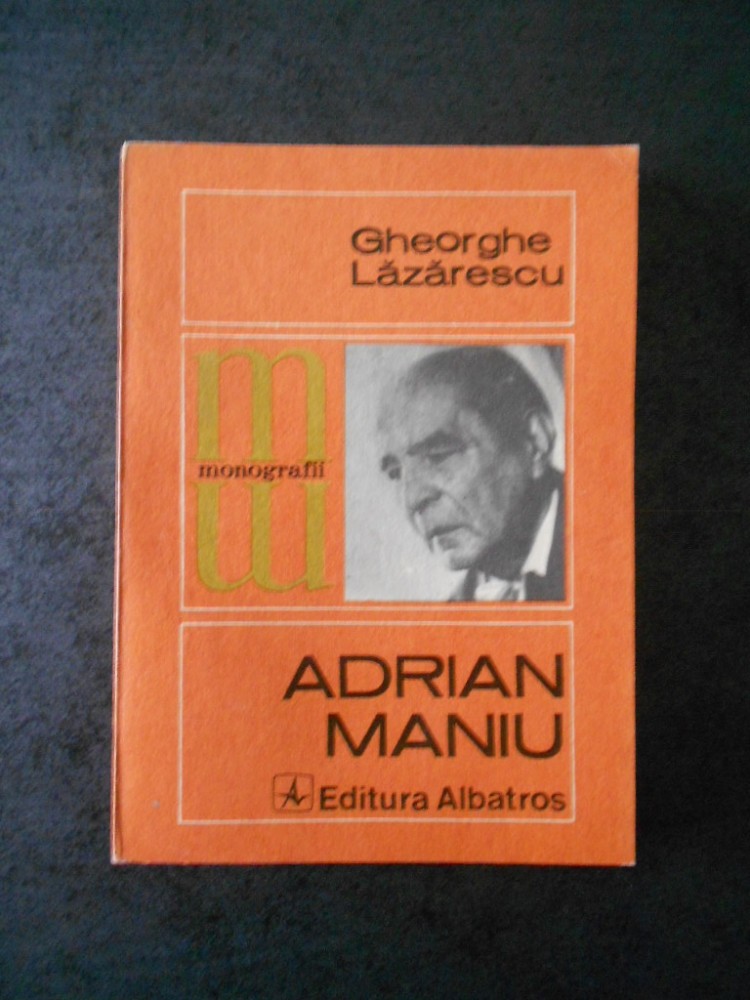 Gheorghe
Lăzărescu
m
monografii
m
ADRIAN
MANIU
Editura Albatros